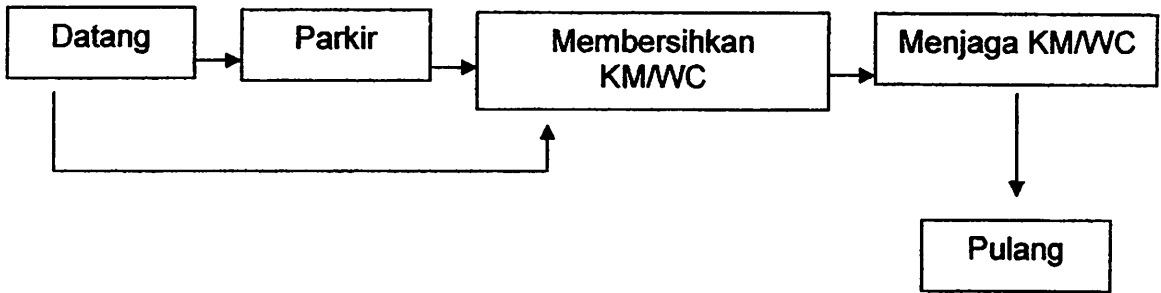 Datang
Parkir
Membersihkan
KM/WC
Menjaga KM/WC
Pulang